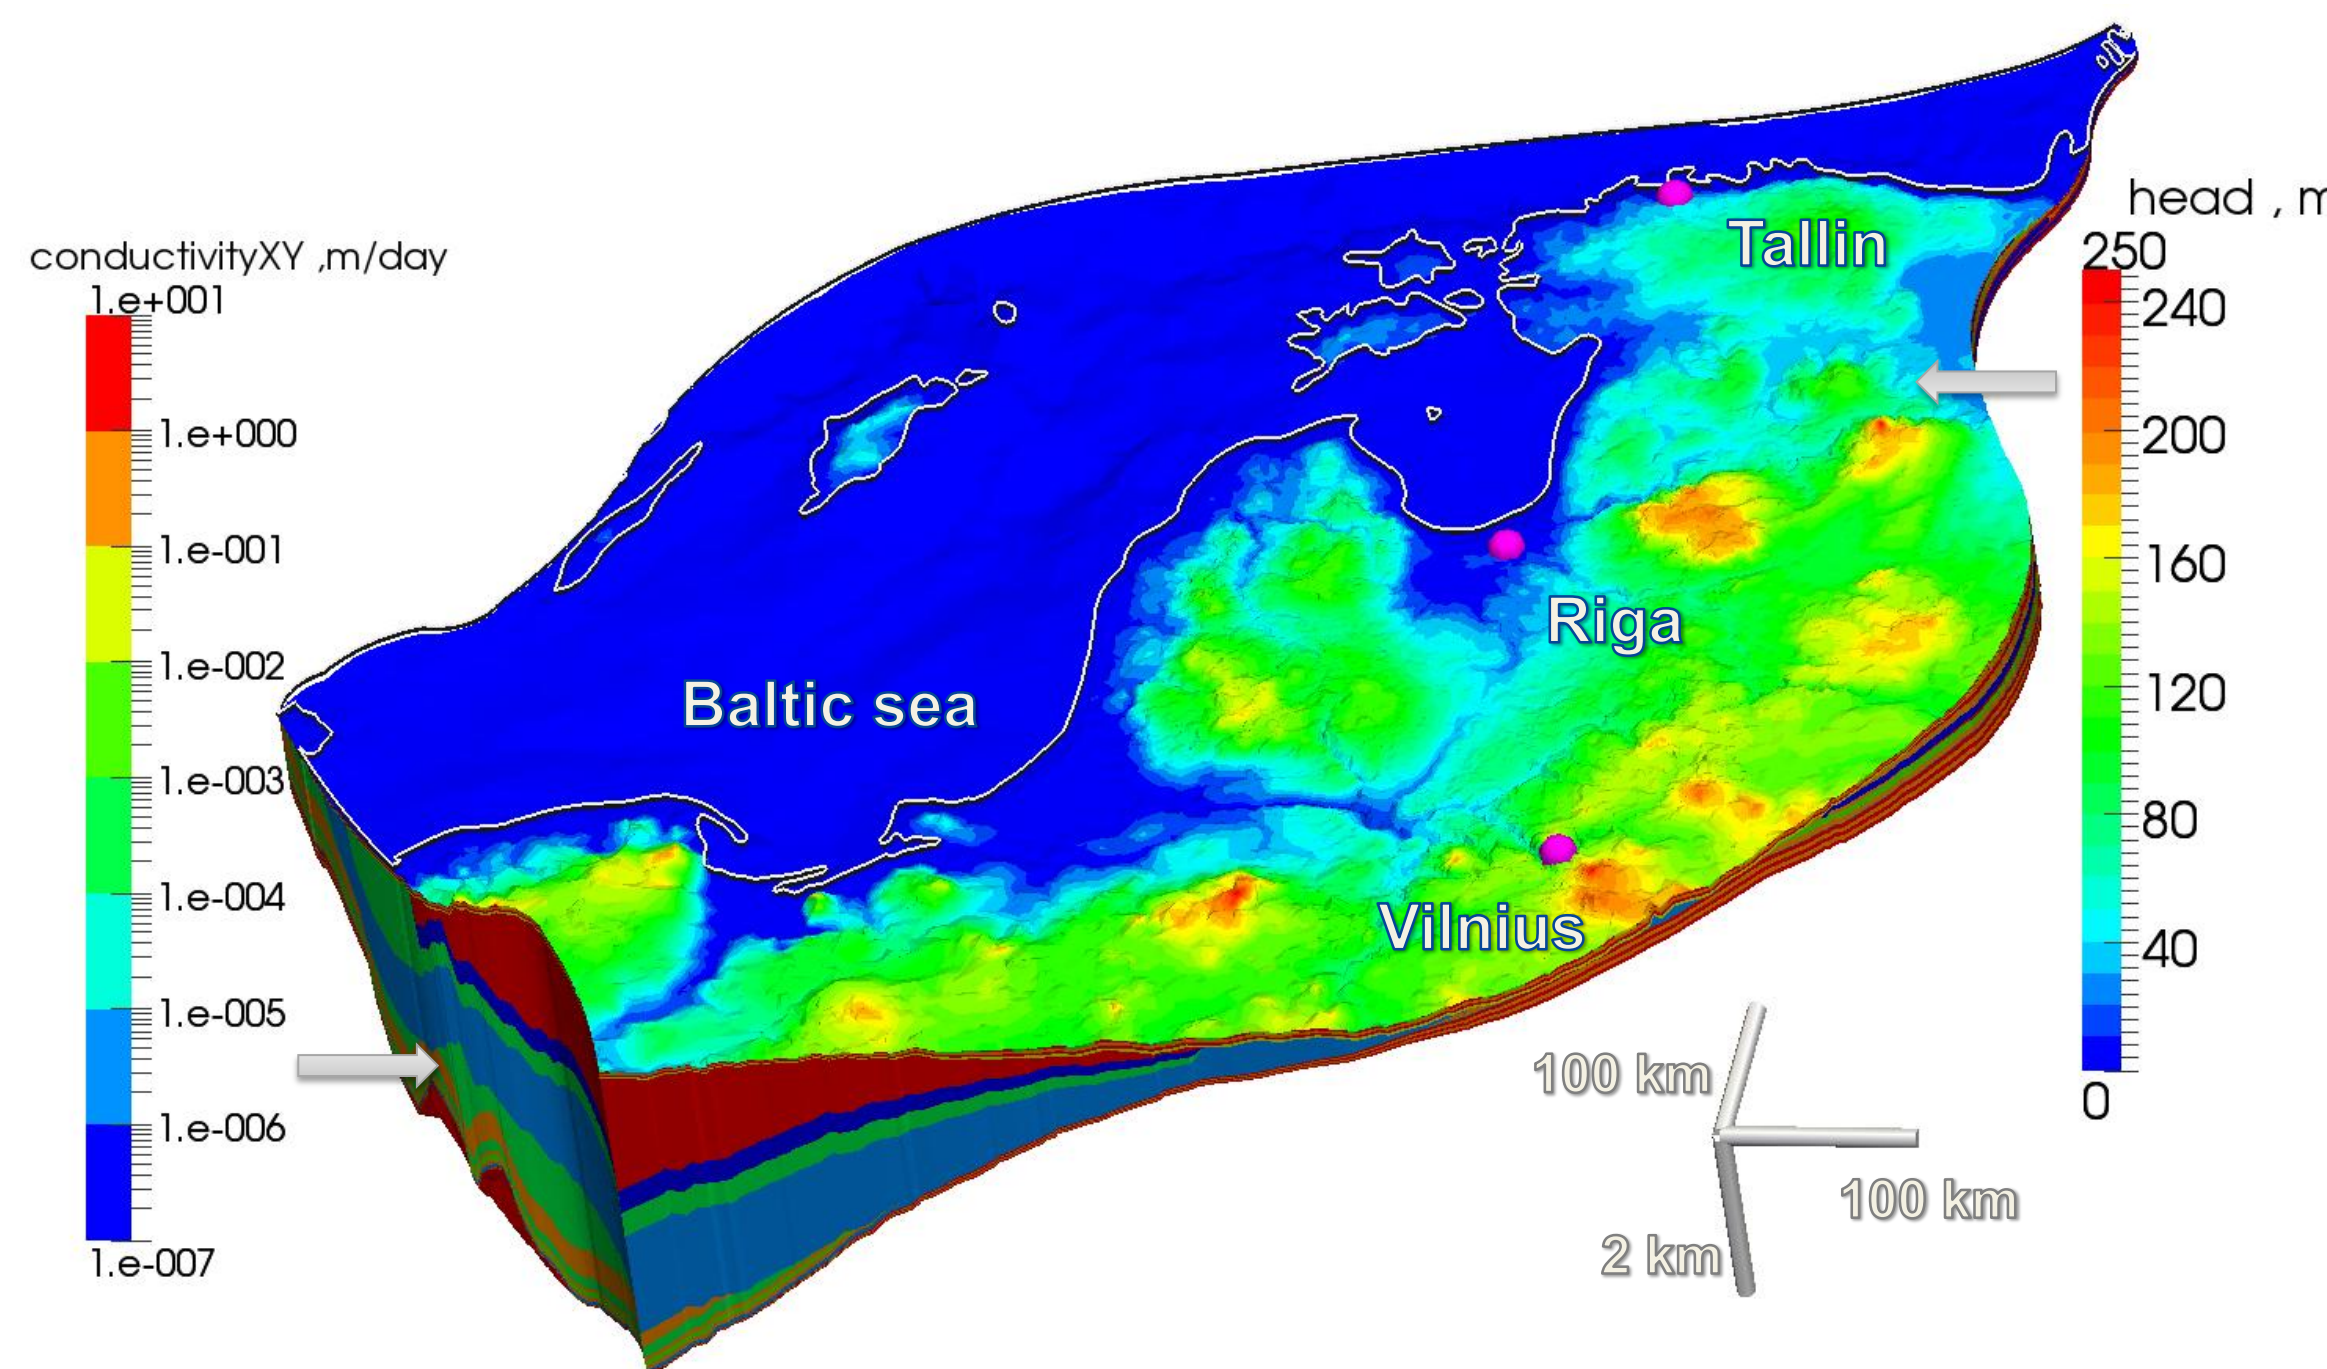 conductivityXY ,m/day
1.e+001
1.e+000
1.e-001
1.e-002
1.e-003
1.e-004
1.e-005
1.e-006
1.e-007
Tallin
Riga
Baltic sea
Vilnius
100 km
100 km
2 km
head , m
250
240
200
160
120
80
40
0